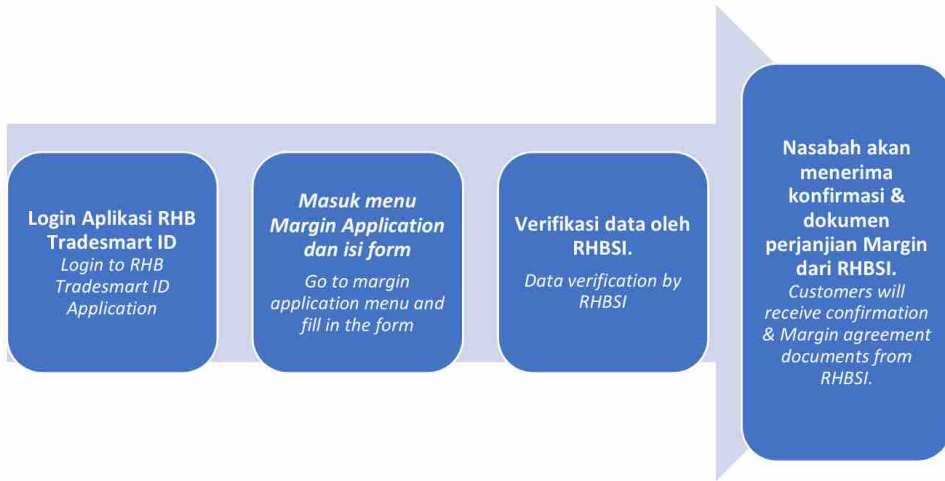 Login Aplikasi RHB
Tradesmart ID
Login to RHB
Tradesmart ID
Application
Masuk menu
Margin Application
dan isi form
Go to margin
application menu and
fill in the form
Verifikasi data oleh
RHBSI.
Data verification by
RHBSI
Nasabah akan
menerima
konfirmasi &
dokumen
perjanjian Margin
dari RHBSI.
Customers will
receive confirmation
& Margin agreement
documents from
RHBSI.